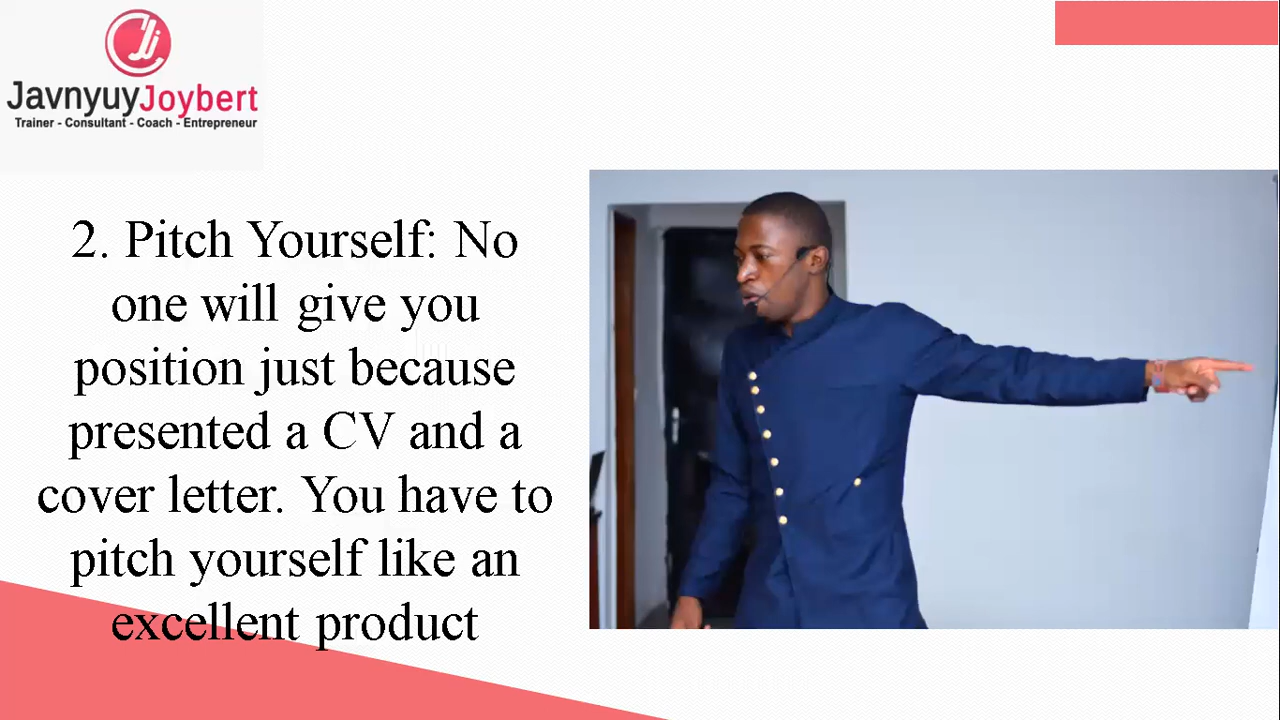 JavnyuyJoybert
Trainer - Consultant - Coach - Entrepreneur
2. Pitch Yourself: No
one will give you
position just because
presented a CV and a
cover letter. You have to
pitch yourself like an
excellent product